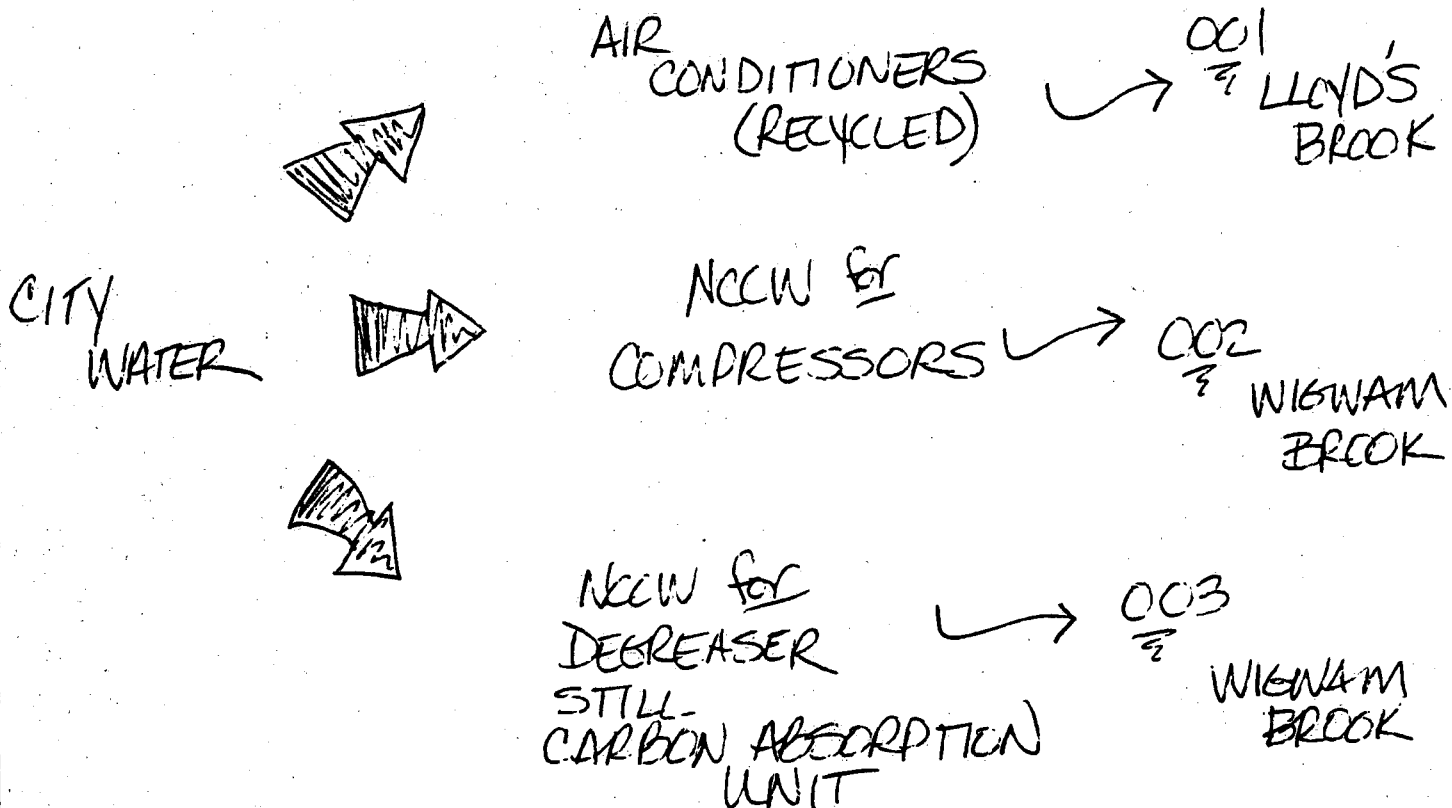 AIR
CONDITIONERS
(RECYCLED)
001
LLOYD'S
BROOK
CITY
WATER
NCCW for
COMPRESSORS
002
WIGWAM
BROOK
NCCW for
DEGREASER
STILL-
CARBON ABSORPTION
UNIT
003
WIGWAM
BROOK